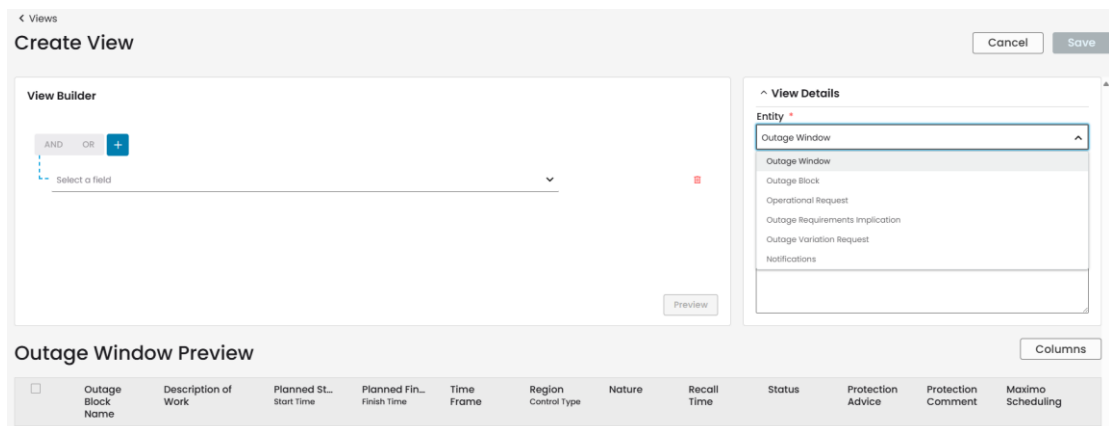 Views
Create View
Cancel Save
View Builder
AND OR +
Select a field
Preview
View Details
Entity *
Outage Window
Outage Window
Outage Block
Operational Request
Outage Requirements Implication
Outage Variation Request
Notifications
Outage Window Preview
Columns
Outage Block Name
Description of Work
Planned St...
Start Time
Planned Fin...
Finish Time
Time Frame
Region
Control Type
Nature
Recall Time
Status
Protection Advice
Protection Comment
Maximo Scheduling